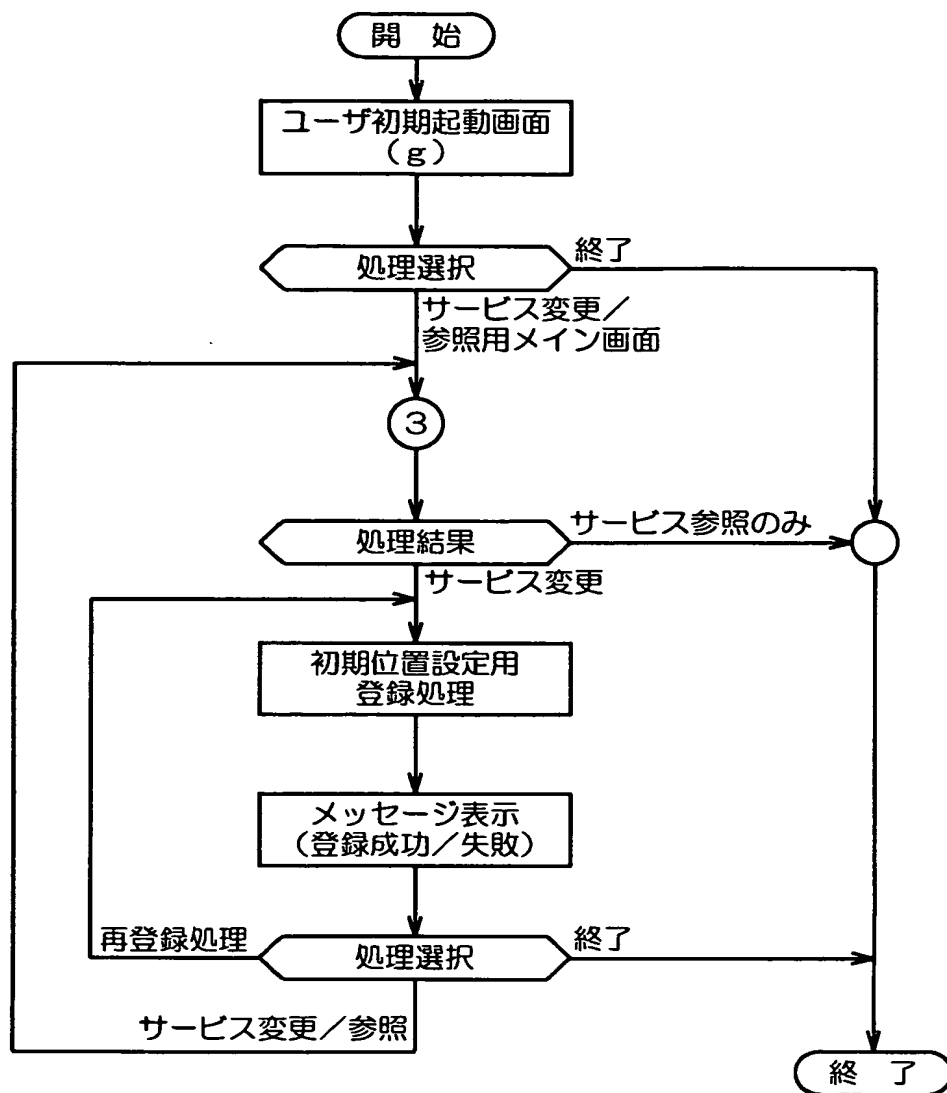 開 始
ユーザ初期起動画面
(g)
処理選択
終了
サービス変更/
参照用メイン画面
3
処理結果
サービス参照のみ
サービス変更
初期位置設定用
登録処理
メッセージ表示
(登録成功/失敗)
再登録処理
処理選択
終了
サービス変更/参照
終 了